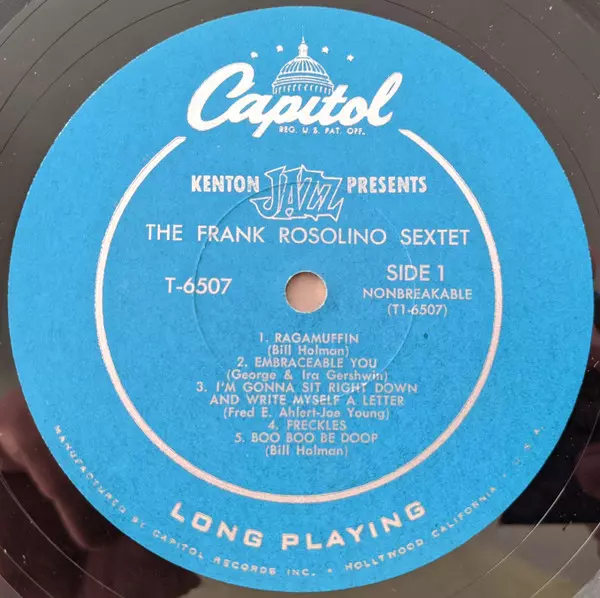 Capitol
REG. U.S. PAT. OFF.
KENTON JAZZ PRESENTS
THE FRANK ROSOLINO SEXTET
T-6507
SIDE 1
NONBREAKABLE
(T1-6507)
1. RAGAMUFFIN
(Bill Holman)
2. EMBRACEABLE YOU
(George & Ira Gershwin)
3. I'M GONNA SIT RIGHT DOWN
AND WRITE MYSELF A LETTER
(Fred E. Ahlert-Joe Young)
4. FRECKLES
5. BOO BOO BE DOOP
(Bill Holman)
LONG PLAYING
MANUFACTURED BY CAPITOL RECORDS INC. • HOLLYWOOD CALIFORNIA • U.S.A.